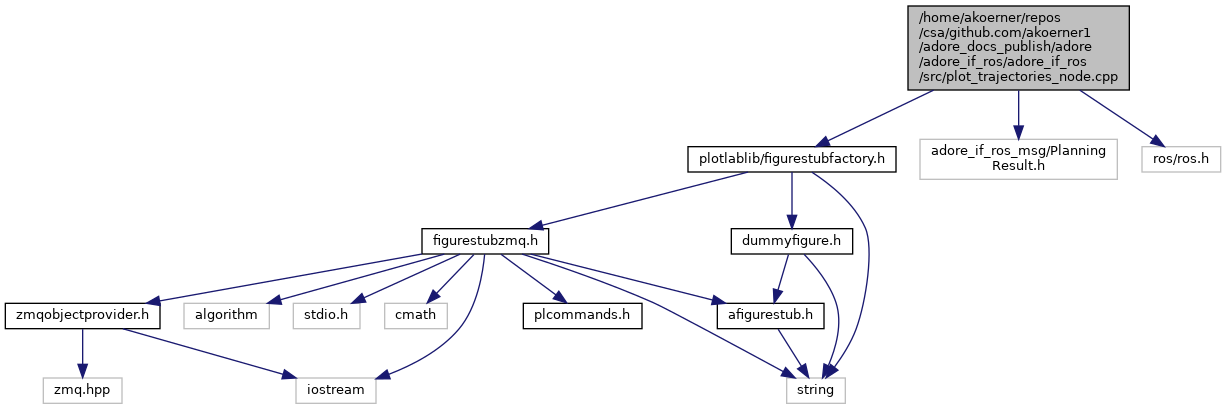 /home/akoerner/repos
/csa/github.com/akoerner1
/adore_docs_publish/adore
/adore_if_ros/adore_if_ros
/src/plot_trajectories_node.cpp
plotlablib/figurestubfactory.h
adore_if_ros_msg/Planning
Result.h
ros/ros.h
figurestubzmq.h
dummyfigure.h
zmqobjectprovider.h
algorithm
stdio.h
cmath
plcommands.h
afigurestub.h
zmq.hpp
iostream
string